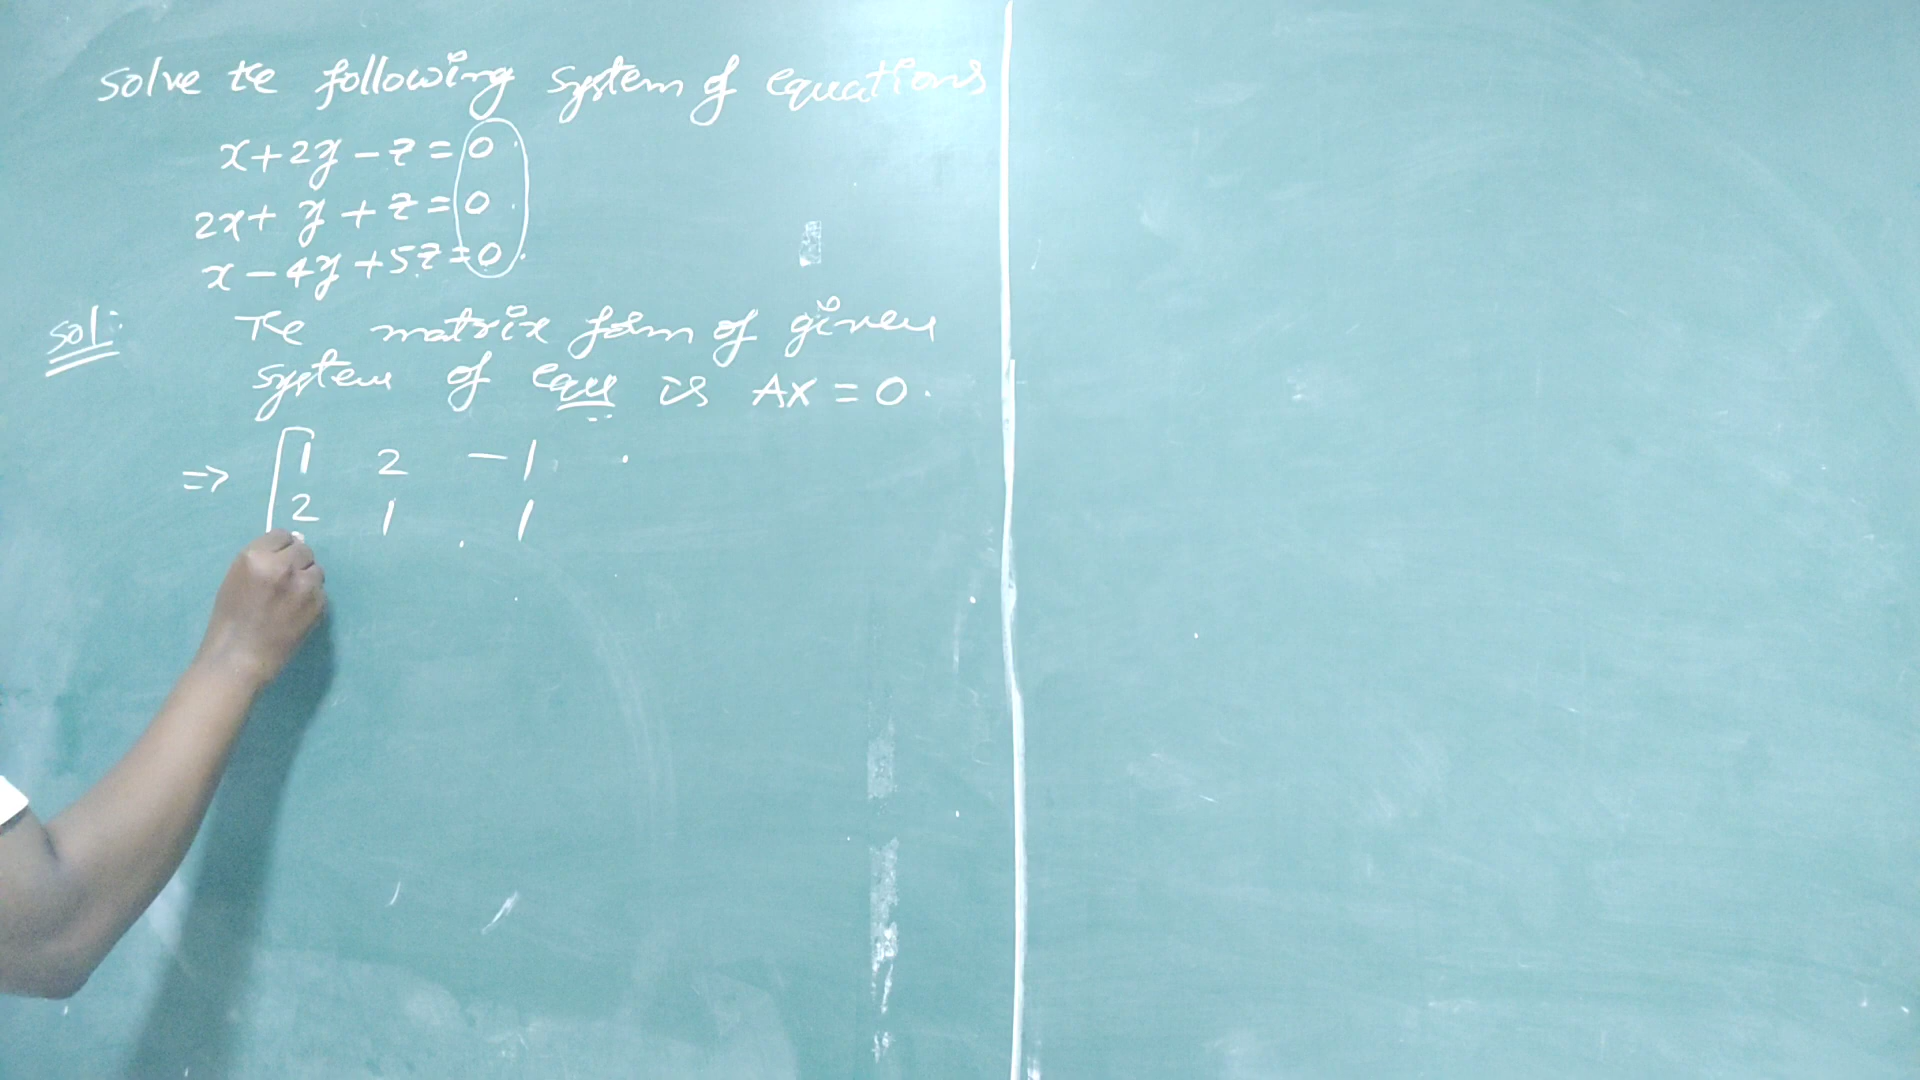 solve the following system of equations
x+2y-z=0
2x+y+z=0
x-4y+5z=0
Sol: The matrix form of given
system of equs is AX = 0.
=> [1 2 -1
2 1 1